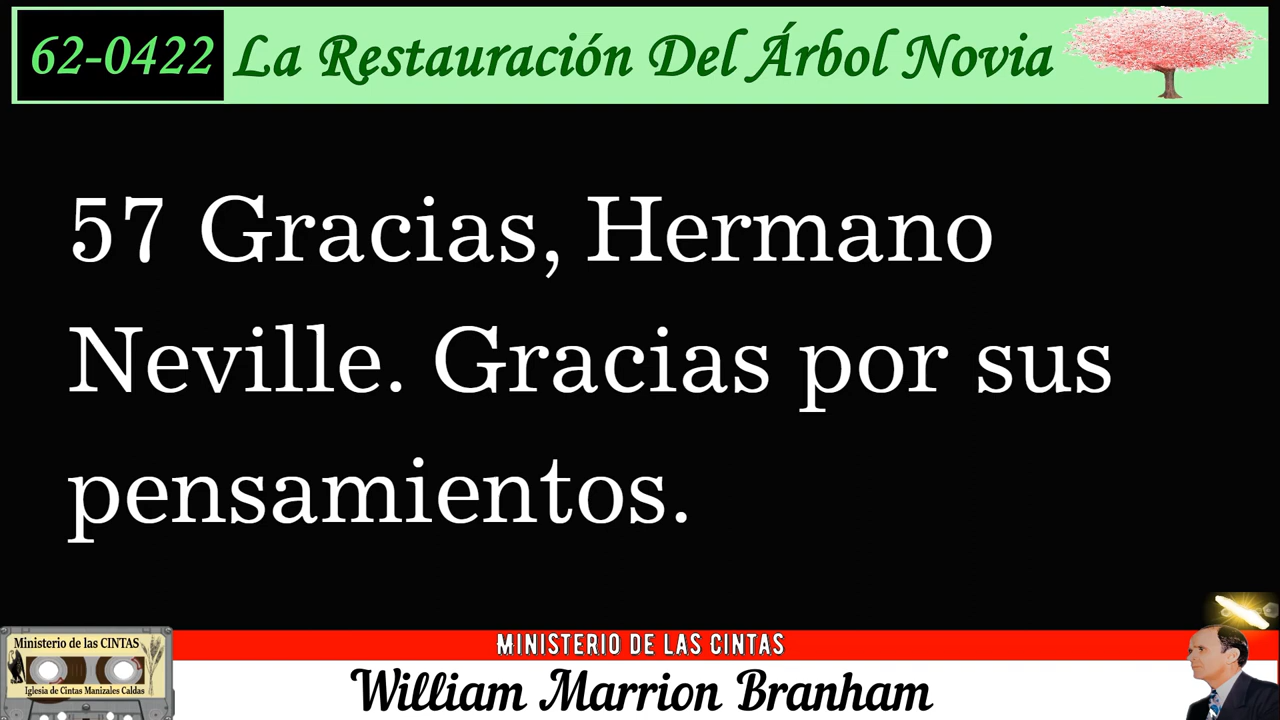 62-0422 La Restauración Del Árbol Novia
57 Gracias, Hermano
Neville. Gracias por sus
pensamientos.
MINISTERIO DE LAS CINTAS
Ministerio de las CINTAS
Iglesia de Cintas Manizales Caldas
William Marrion Branham